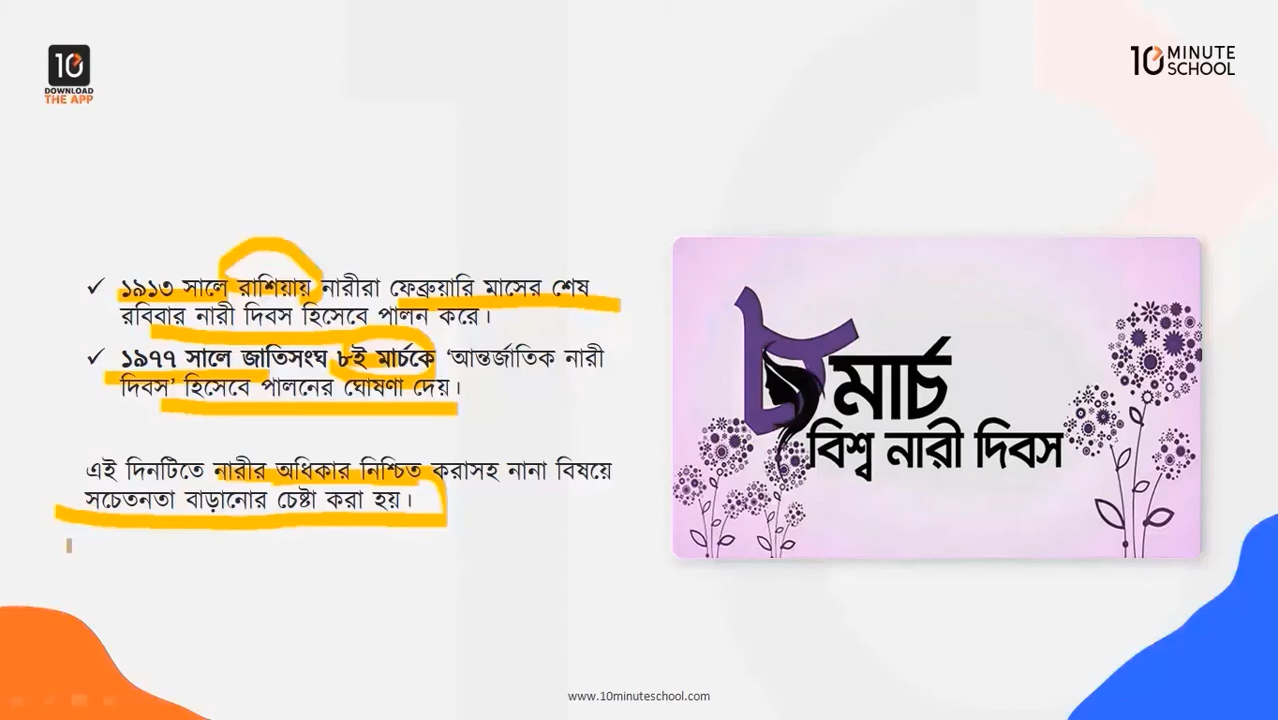 10
DOWNLOAD
THE APP
10 MINUTE
SCHOOL
১৯১৩ সালে রাশিয়ায় নারীরা ফেব্রুয়ারি মাসের শেষ
রবিবার নারী দিবস হিসেবে পালন করে।
১৯৭৭ সালে জাতিসংঘ ৮ই মার্চকে ‘আন্তর্জাতিক নারী
দিবস’ হিসেবে পালনের ঘোষণা দেয়।
এই দিনটিতে নারীর অধিকার নিশ্চিত করাসহ নানা বিষয়ে
সচেতনতা বাড়ানোর চেষ্টা করা হয়।
৮ মার্চ
বিশ্ব নারী দিবস
www.10minuteschool.com